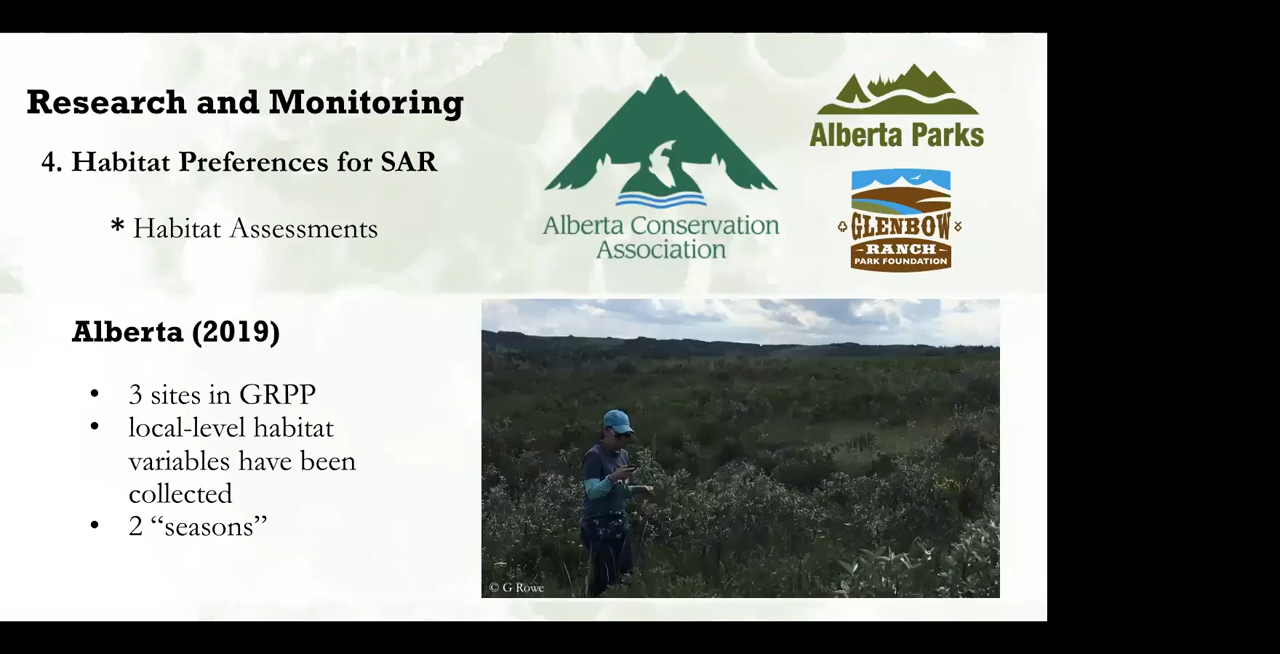 Research and Monitoring
4. Habitat Preferences for SAR
* Habitat Assessments
Alberta Conservation
Association
Alberta Parks
GLENBOW
RANCH
PARK FOUNDATION
Alberta (2019)
• 3 sites in GRPP
• local-level habitat
variables have been
collected
• 2 “seasons”
© G Rowe